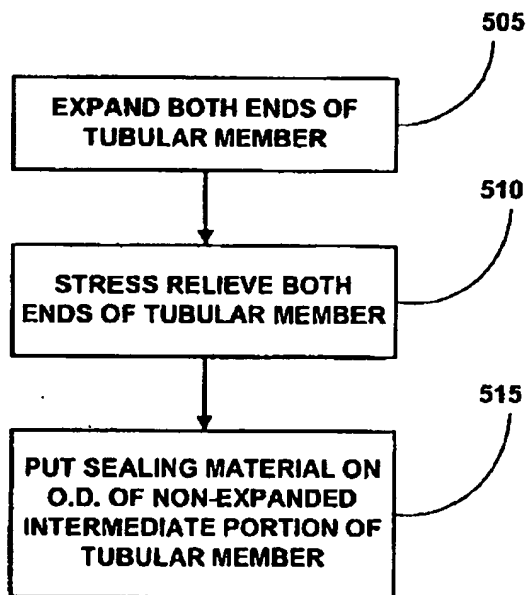 505
EXPAND BOTH ENDS OF
TUBULAR MEMBER
510
STRESS RELIEVE BOTH
ENDS OF TUBULAR MEMBER
515
PUT SEALING MATERIAL ON
O.D. OF NON-EXPANDED
INTERMEDIATE PORTION OF
TUBULAR MEMBER